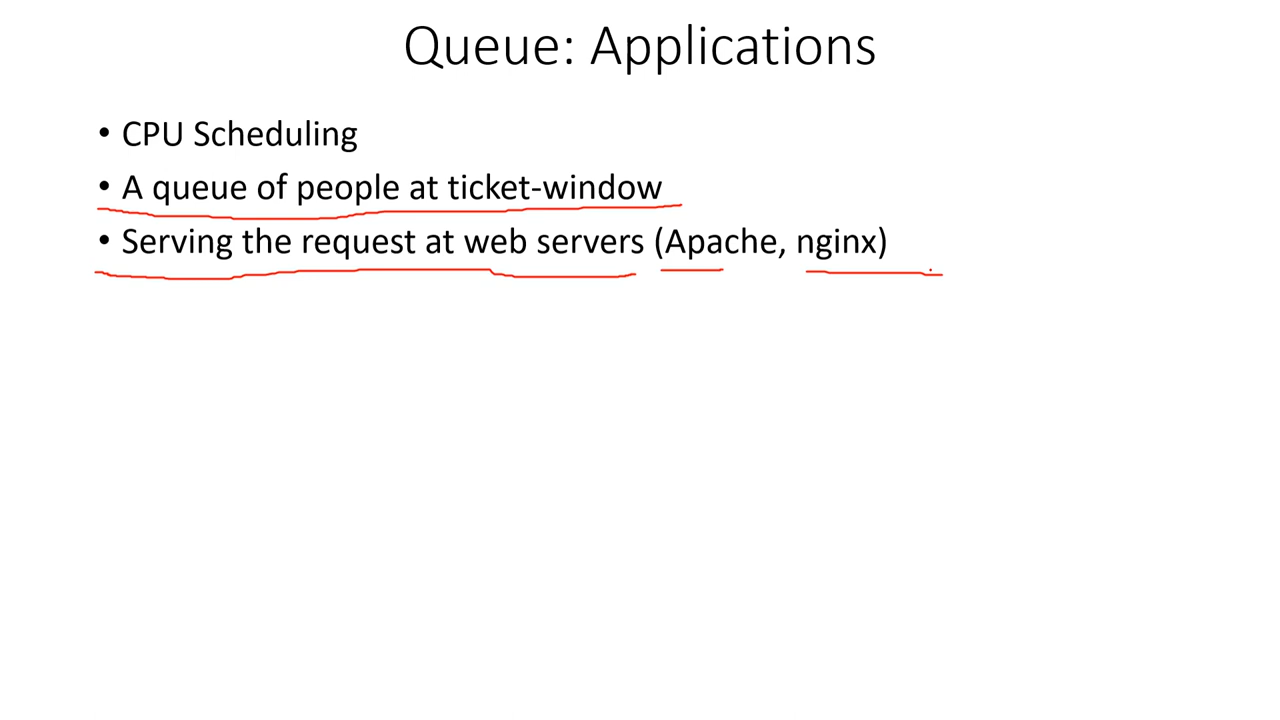 Queue: Applications
• CPU Scheduling
• A queue of people at ticket-window
• Serving the request at web servers (Apache, nginx)